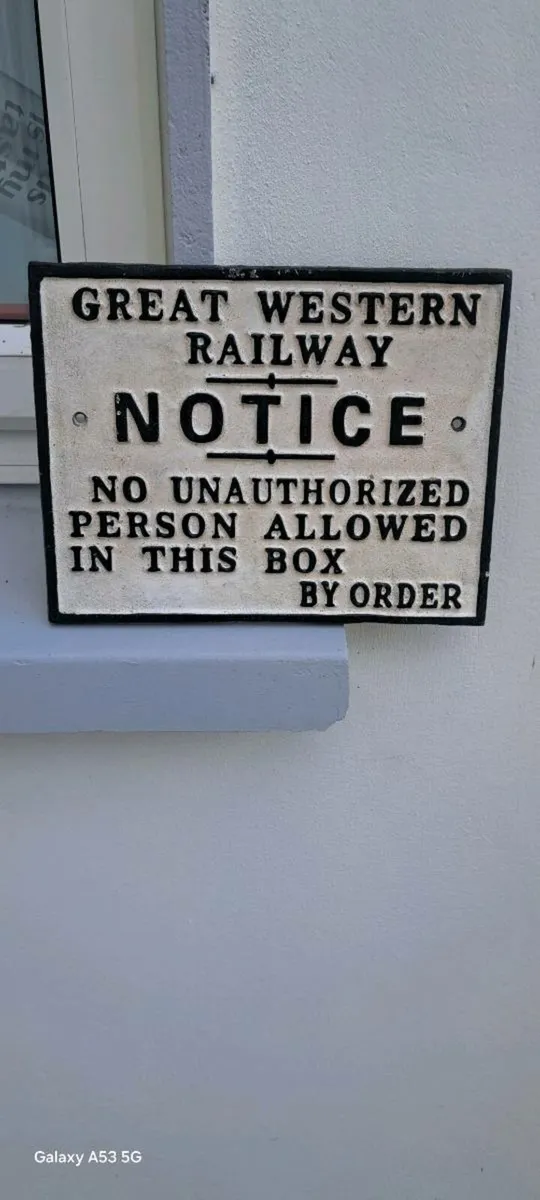 GREAT WESTERN
RAILWAY
NOTICE
NO UNAUTHORIZED
PERSON ALLOWED
IN THIS BOX
BY ORDER
Galaxy A53 5G